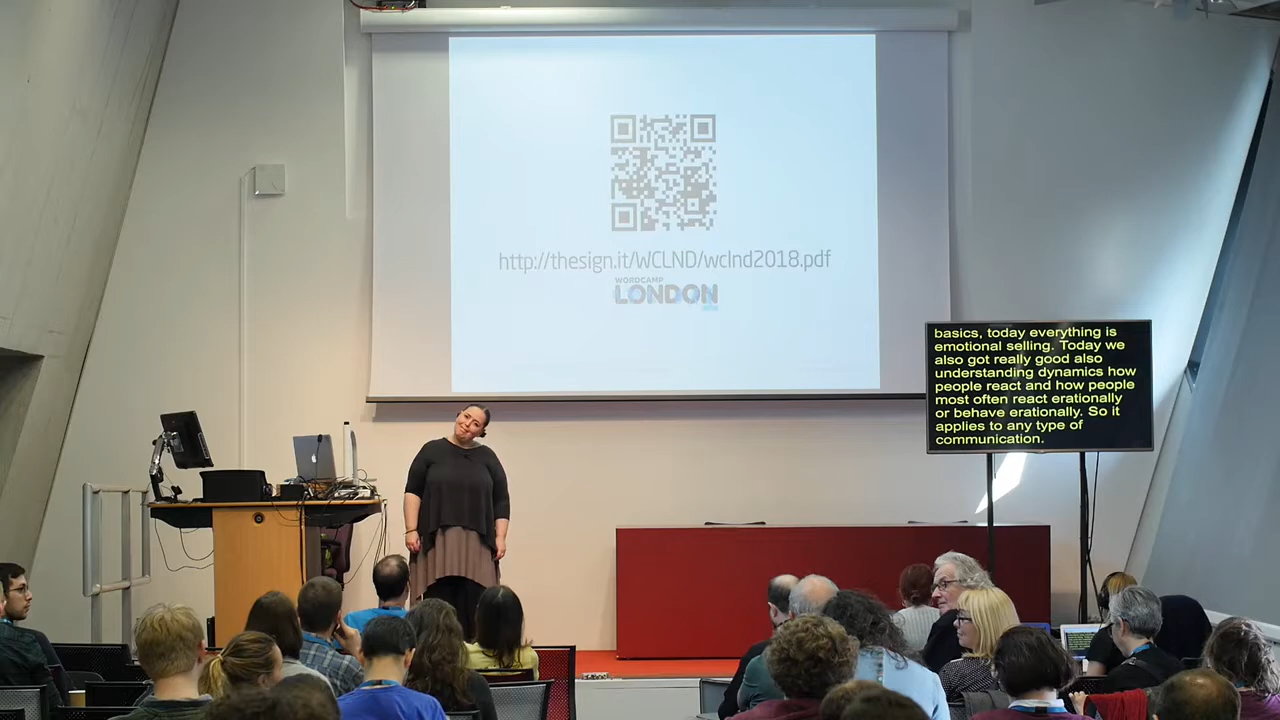 http://thesign.it/WCLND/wclnd2018.pdf
WORDCAMP
LONDON
basics, today everything is
emotional selling. Today we
also got really good also
understanding dynamics how
people react and how people
most often react erationally
or behave erationally. So it
applies to any type of
communication.